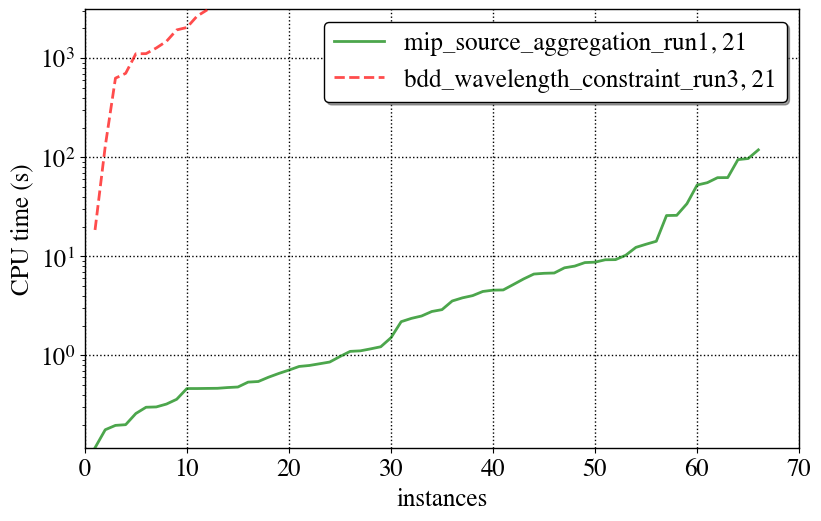 mip_source_aggregation_run1, 21
bdd_wavelength_constraint_run3, 21
CPU time (s)
10³
10²
10¹
10⁰
0 10 20 30 40 50 60 70
instances